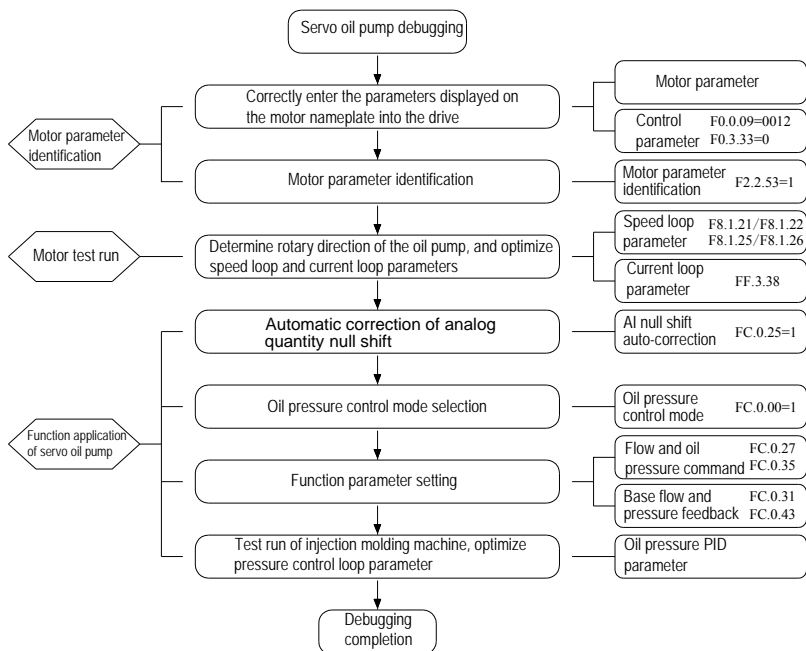 Servo oil pump debugging
Correctly enter the parameters displayed on
the motor nameplate into the drive
Motor parameter
Control
parameter
F0.0.09=0012
F0.3.33=0
Motor parameter
identification
Motor parameter identification
Motor parameter
identification
F2.2.53=1
Motor test run
Determine rotary direction of the oil pump, and optimize
speed loop and current loop parameters
Speed loop
parameter
F8.1.21/F8.1.22
F8.1.25/F8.1.26
Current loop
parameter
FF.3.38
Automatic correction of analog
quantity null shift
AI null shift
auto-correction
FC.0.25=1
Oil pressure control mode selection
Oil pressure
control mode
FC.0.00=1
Function application
of servo oil pump
Function parameter setting
Flow and oil
pressure command
FC.0.27
FC.0.35
Base flow and
pressure feedback
FC.0.31
FC.0.43
Test run of injection molding machine, optimize
pressure control loop parameter
Oil pressure PID
parameter
Debugging
completion